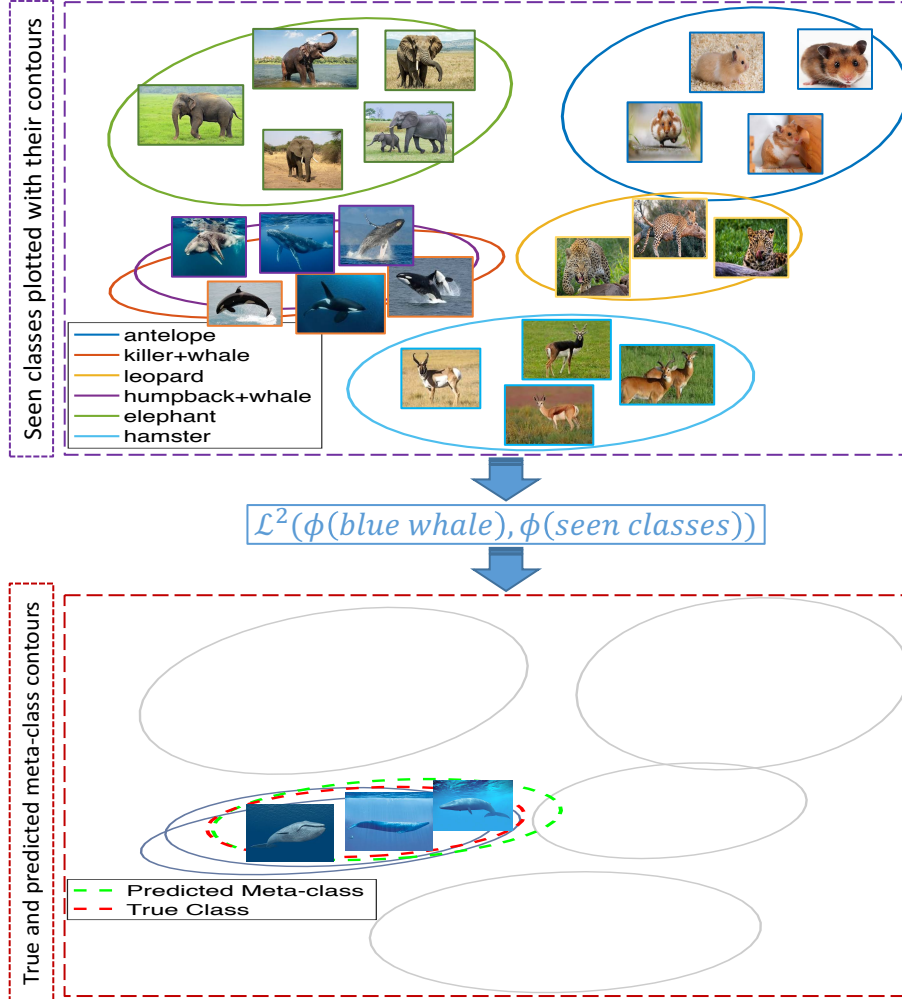 Seen classes plotted with their contours
antelope
killer+whale
leopard
humpback+whale
elephant
hamster
ℒ²(ϕ(blue whale), ϕ(seen classes))
True and predicted meta-class contours
Predicted Meta-class
True Class